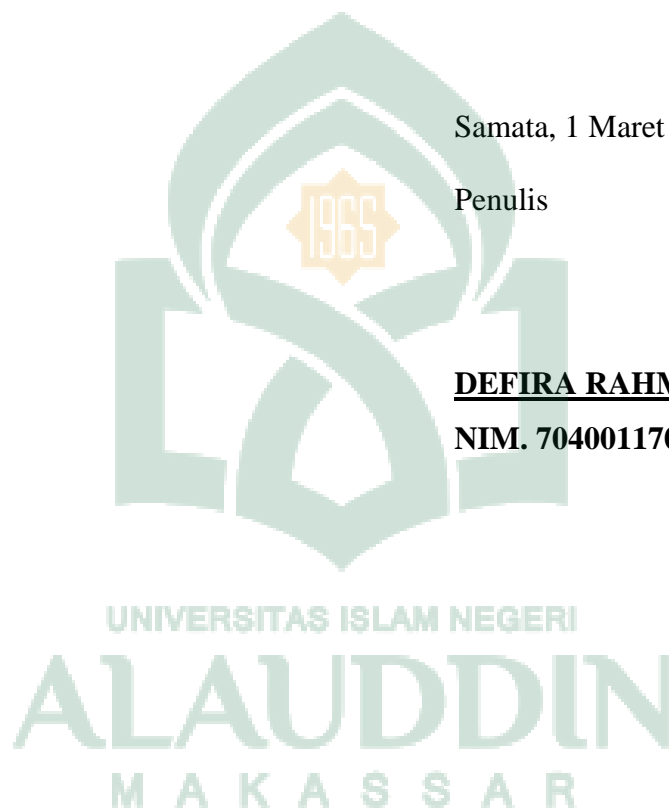 Samata, 1 Maret
Penulis
1965
DEFIRA
NIM.
UNIVERSITAS ISLAM NEGERI
ALAUDDIN
MAKASSAR